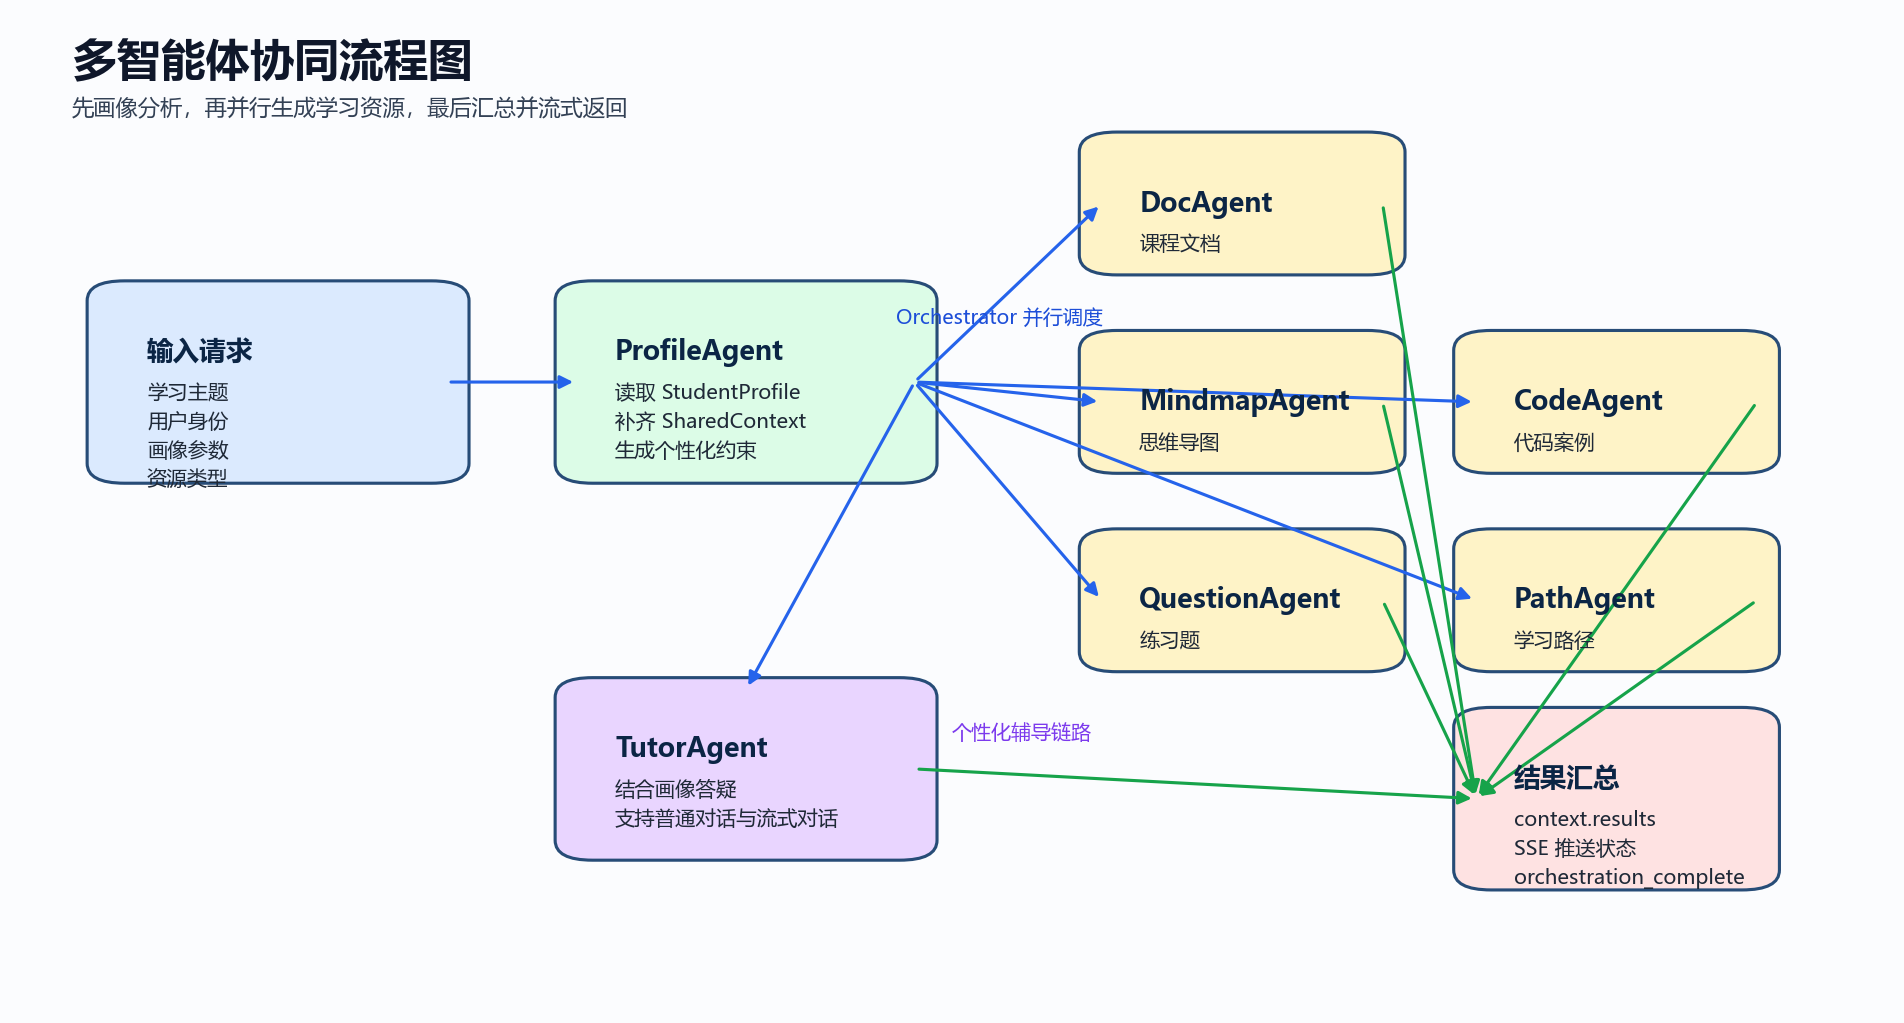 多智能体协同流程图
先画像分析，再并行生成学习资源，最后汇总并流式返回
输入请求
学习主题
用户身份
画像参数
资源类型
ProfileAgent
读取 StudentProfile
补齐 SharedContext
生成个性化约束
Orchestrator 并行调度
DocAgent
课程文档
MindmapAgent
思维导图
CodeAgent
代码案例
QuestionAgent
练习题
PathAgent
学习路径
TutorAgent
结合画像答疑
支持普通对话与流式对话
个性化辅导链路
结果汇总
context.results
SSE 推送状态
orchestration_complete